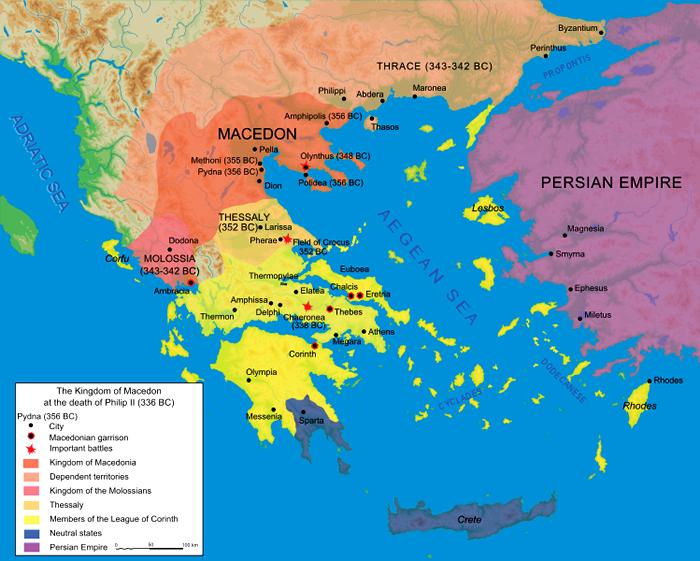 Byzantium
Perinthus
PROPONTIS
THRACE (343-342 BC)
Philippi
Abdera
Maronea
Amphipolis (356 BC)
Thasos
MACEDON
Pella
Methoni (355 BC)
Olynthus (348 BC)
Pydna (356 BC)
Potidea (356 BC)
Dion
ADRIATIC SEA
PERSIAN EMPIRE
Lesbos
THESSALY
(352 BC)
Larissa
Pherae
Field of Crocus
352 BC
AEGEAN SEA
Magnesia
Smyrna
Dodona
Corfu
MOLOSSIA
(343-342 BC)
Ambracia
Thermopylae
Euboea
Elatea
Chalcis
Eretria
Ephesus
Amphissa
Delphi
Thermon
Chaeronea
(338 BC)
Thebes
Miletus
Athens
Megara
Corinth
DODECANESE
Olympia
CYCLADES
Rhodes
Rhodes
Messenia
Sparta
Crete
The Kingdom of Macedon
at the death of Philip II (336 BC)
Pydna (356 BC)
City
Macedonian garrison
Important battles
Kingdom of Macedonia
Dependent territories
Kingdom of the Molossians
Thessaly
Members of the League of Corinth
Neutral states
Persian Empire
0 50 100 km